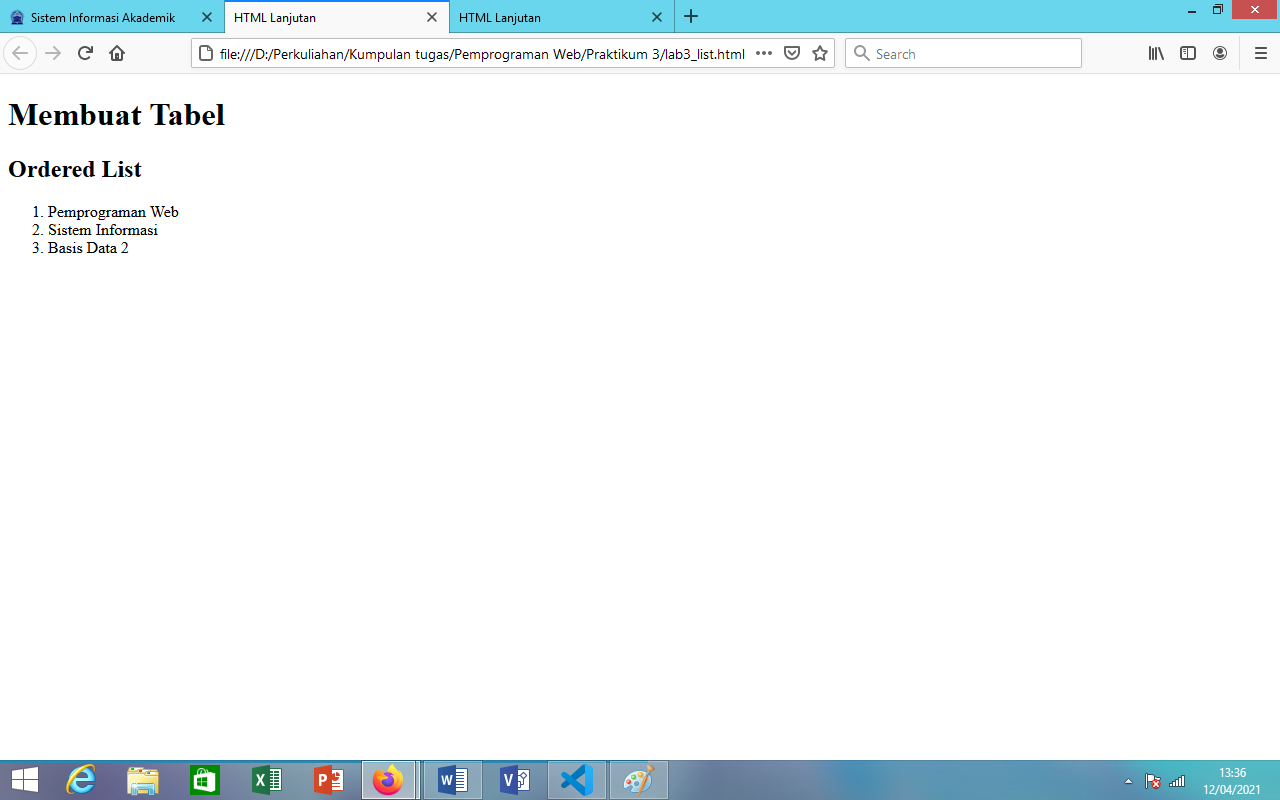 Sistem Informasi Akademik
HTML Lanjutan
HTML Lanjutan
file:///D:/Perkuliahan/Kumpulan tugas/Pemprograman Web/Praktikum 3/lab3_list.html
Search
Membuat Tabel
Ordered List
1. Pemprograman Web
2. Sistem Informasi
3. Basis Data 2
13:36
12/04/2021